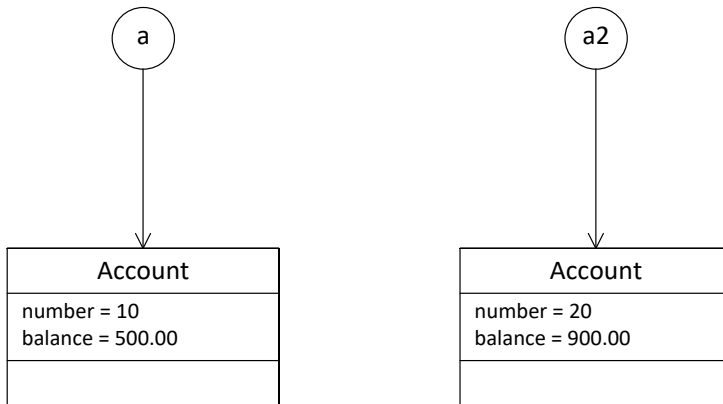 a
a2
Account
number = 10
balance = 500.00
Account
number = 20
balance = 900.00